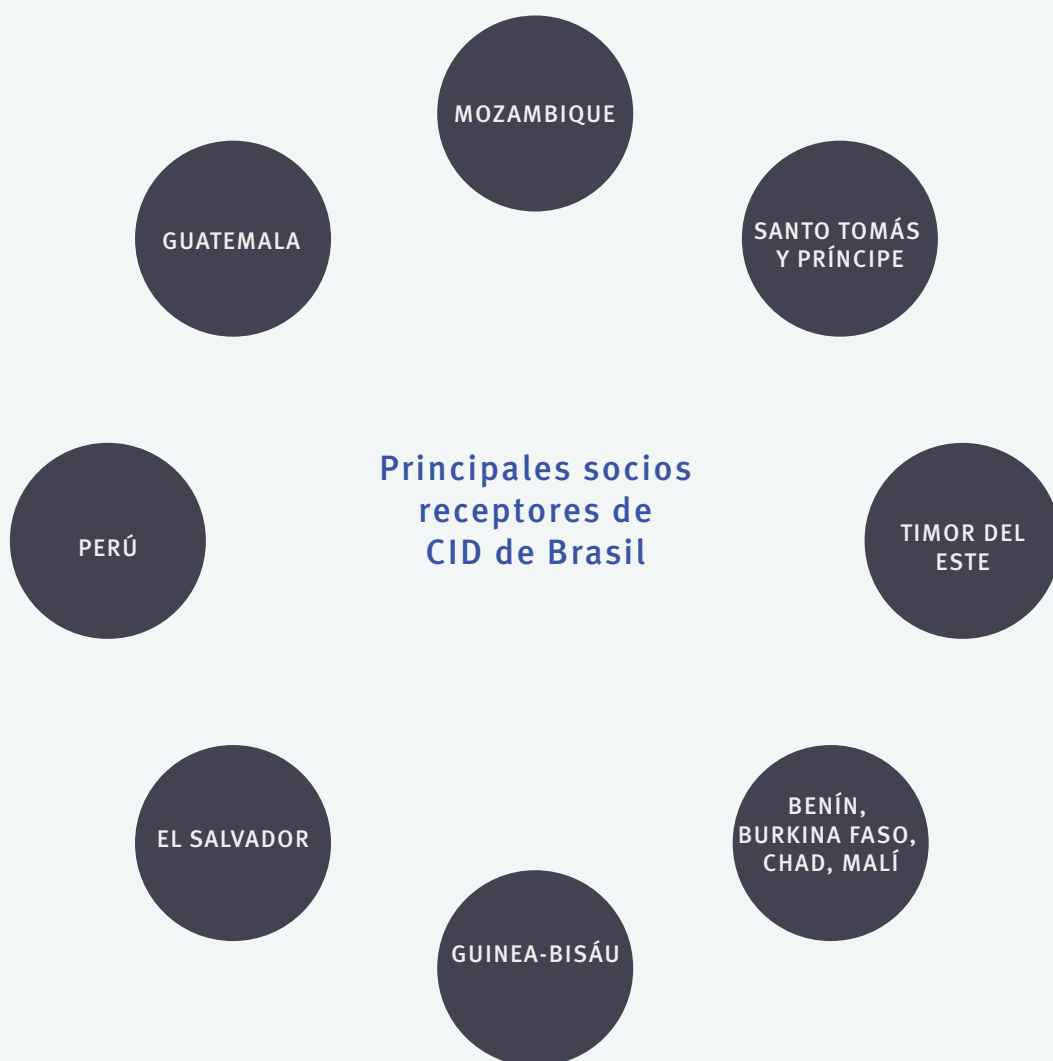 MOZAMBIQUE
GUATEMALA
SANTO TOMÁS
Y PRÍNCIPE
Principales socios
receptores de
CID de Brasil
PERÚ
TIMOR DEL
ESTE
EL SALVADOR
BENÍN,
BURKINA FASO,
CHAD, MALÍ
GUINEA-BISÁU